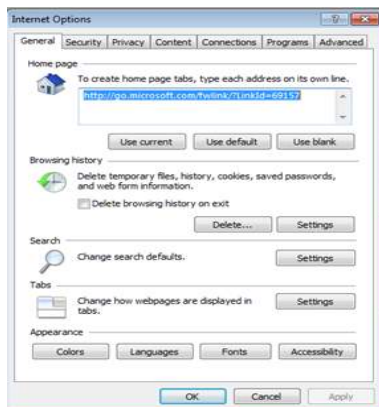 Internet Options
General Security Privacy Content Connections Programs Advanced
Home page
To create home page tabs, type each address on its own line.
http://go.microsoft.com/fwlink/?LinkId=69157
Use current Use default Use blank
Browsing history
Delete temporary files, history, cookies, saved passwords,
and web form information.
Delete browsing history on exit
Delete... Settings
Search
Change search defaults. Settings
Tabs
Change how webpages are displayed in
tabs.
Settings
Appearance
Colors Languages Fonts Accessibility
OK Cancel Apply